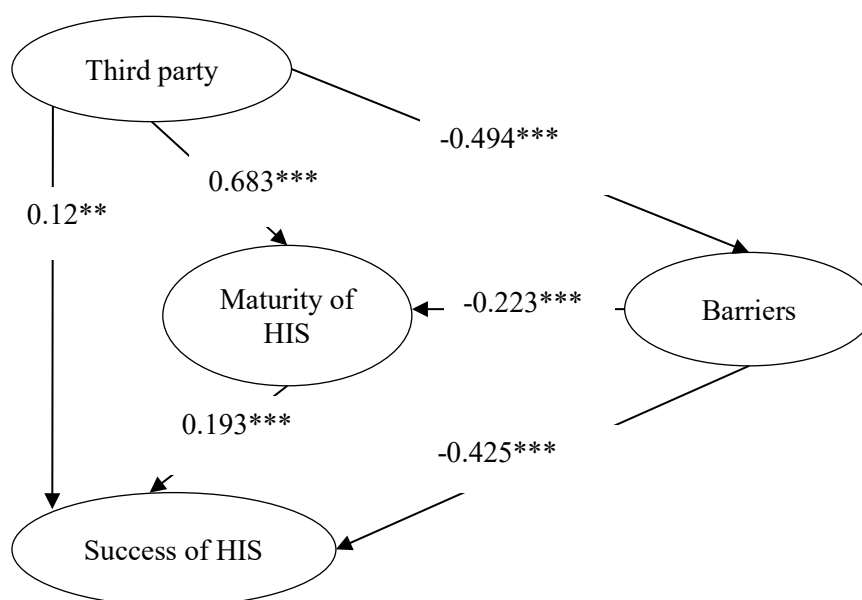 Third party
-0.494***
0.683***
0.12**
Maturity of
HIS
-0.223***
Barriers
0.193***
-0.425***
Success of HIS